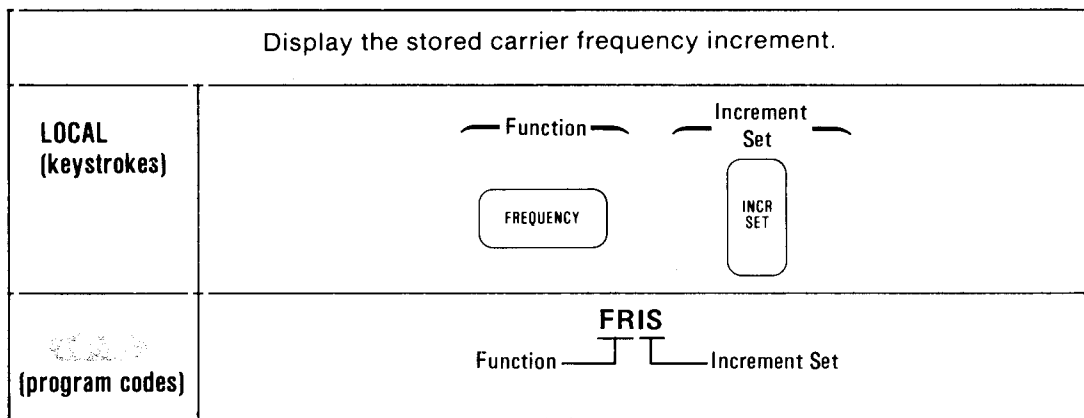 Display the stored carrier frequency increment.
LOCAL
(keystrokes)
Function
Increment
Set
FREQUENCY
INCR
SET
(program codes)
FRIS
Function
Increment Set